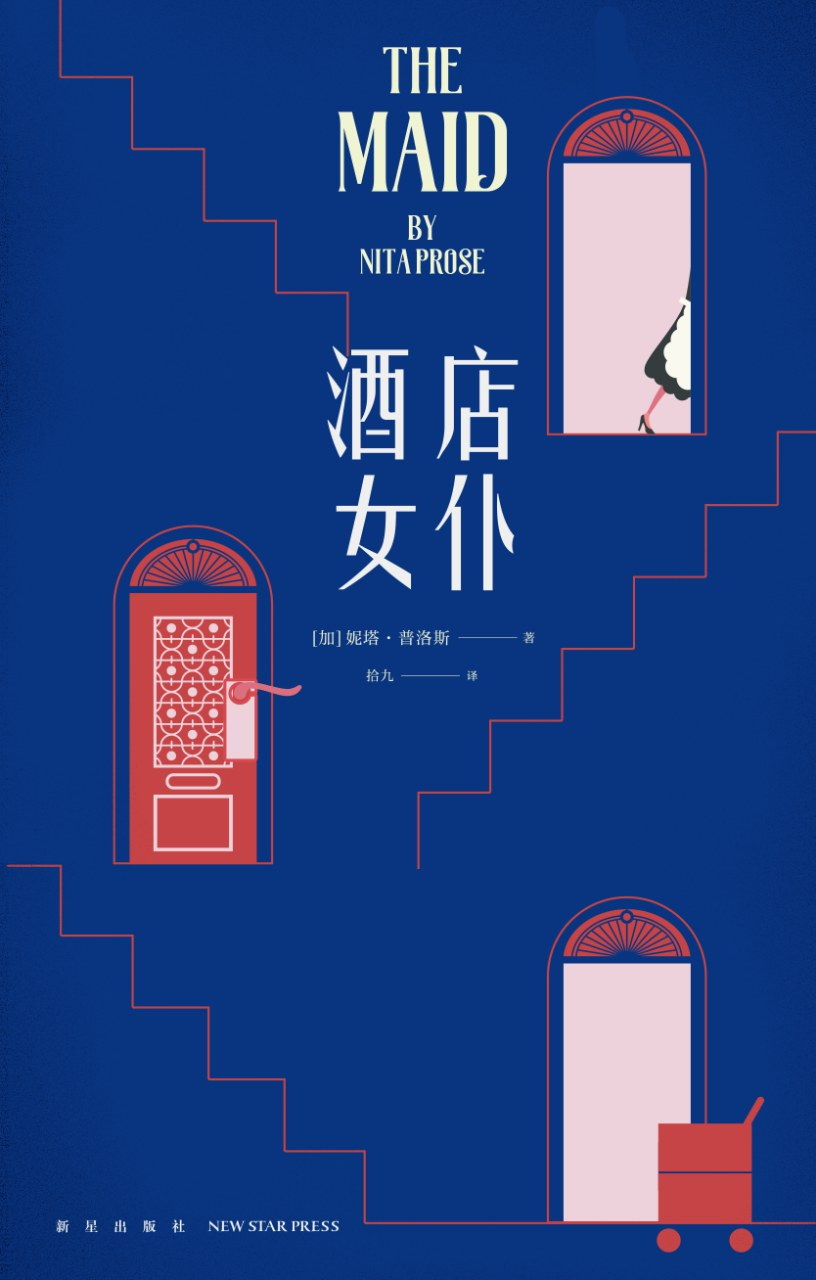 THE
MAID
BY
NITA PROSE
酒店
女仆
[加] 妮塔·普洛斯 ——— 著
拾九 ——— 译
新星出版社 NEW STAR PRESS